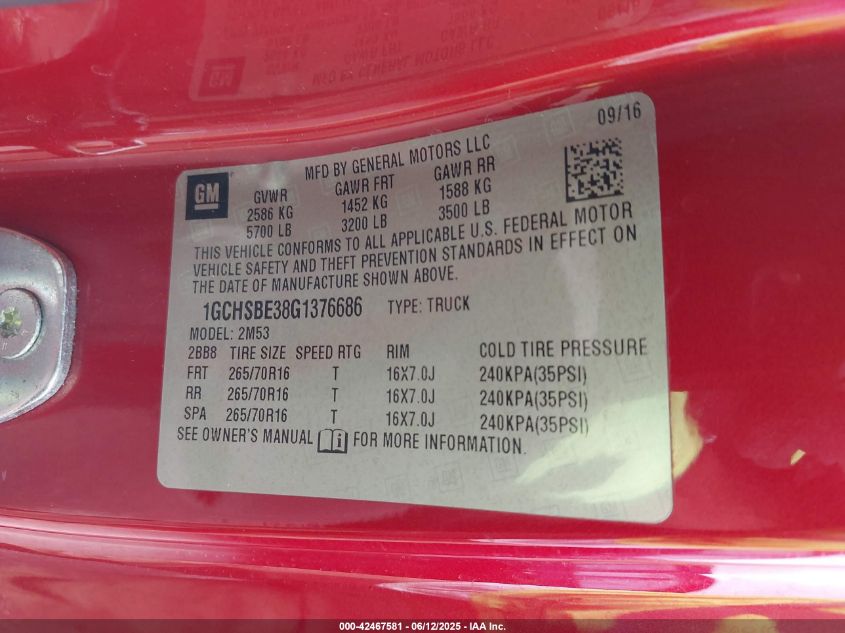 09/16
MFD BY GENERAL MOTORS LLC
GM
GVWR GAWR FRT GAWR RR
2586 KG 1452 KG 1588 KG
5700 LB 3200 LB 3500 LB
THIS VEHICLE CONFORMS TO ALL APPLICABLE U.S. FEDERAL MOTOR
VEHICLE SAFETY AND THEFT PREVENTION STANDARDS IN EFFECT ON
THE DATE OF MANUFACTURE SHOWN ABOVE.
1GCHSBE38G1376686 TYPE: TRUCK
MODEL: 2M53
2BB8 TIRE SIZE SPEED RTG RIM COLD TIRE PRESSURE
FRT 265/70R16 T 16X7.0J 240KPA(35PSI)
RR 265/70R16 T 16X7.0J 240KPA(35PSI)
SPA 265/70R16 T 16X7.0J 240KPA(35PSI)
SEE OWNER'S MANUAL FOR MORE INFORMATION.
000-42467581 - 06/12/2025 - IAA Inc.